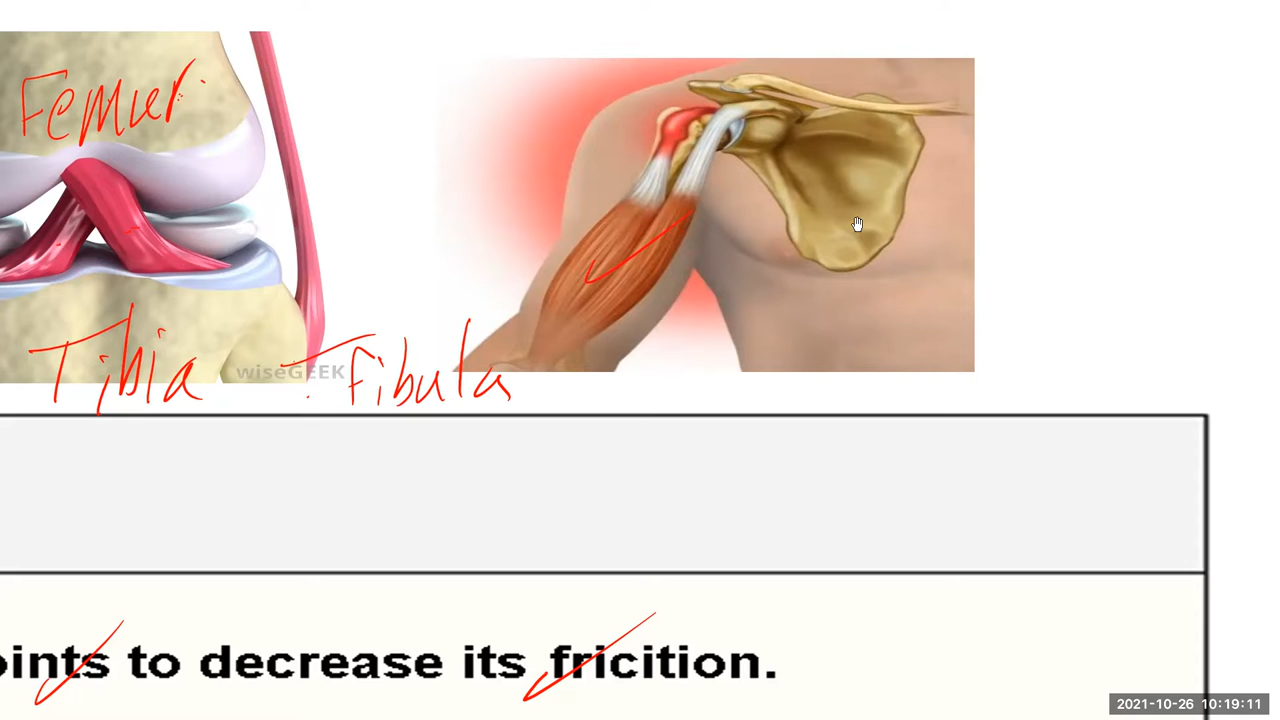 Femur
Tibia
Fibula
wiseGEEK
oints to decrease its fricition.
2021-10-26 10:19:11